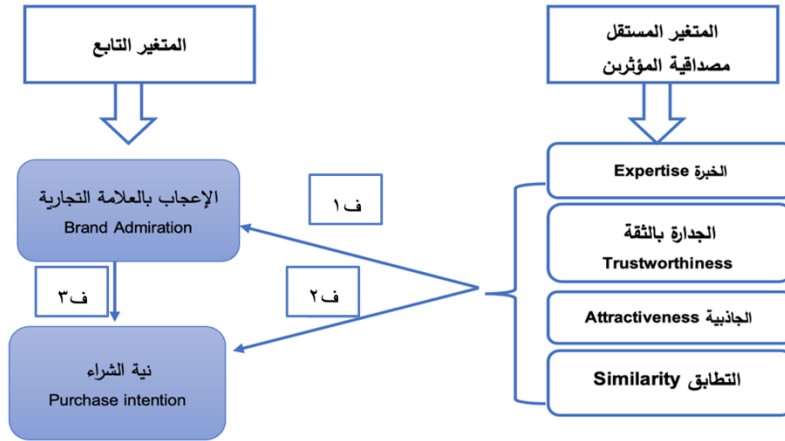 المتغير المستقل
مصداقية المؤثرين
الخبرة Expertise
الجدارة بالثقة
Trustworthiness
الجاذبية Attractiveness
التطابق Similarity
ف١
ف٢
المتغير التابع
الإعجاب بالعلامة التجارية
Brand Admiration
ف٣
نية الشراء
Purchase intention